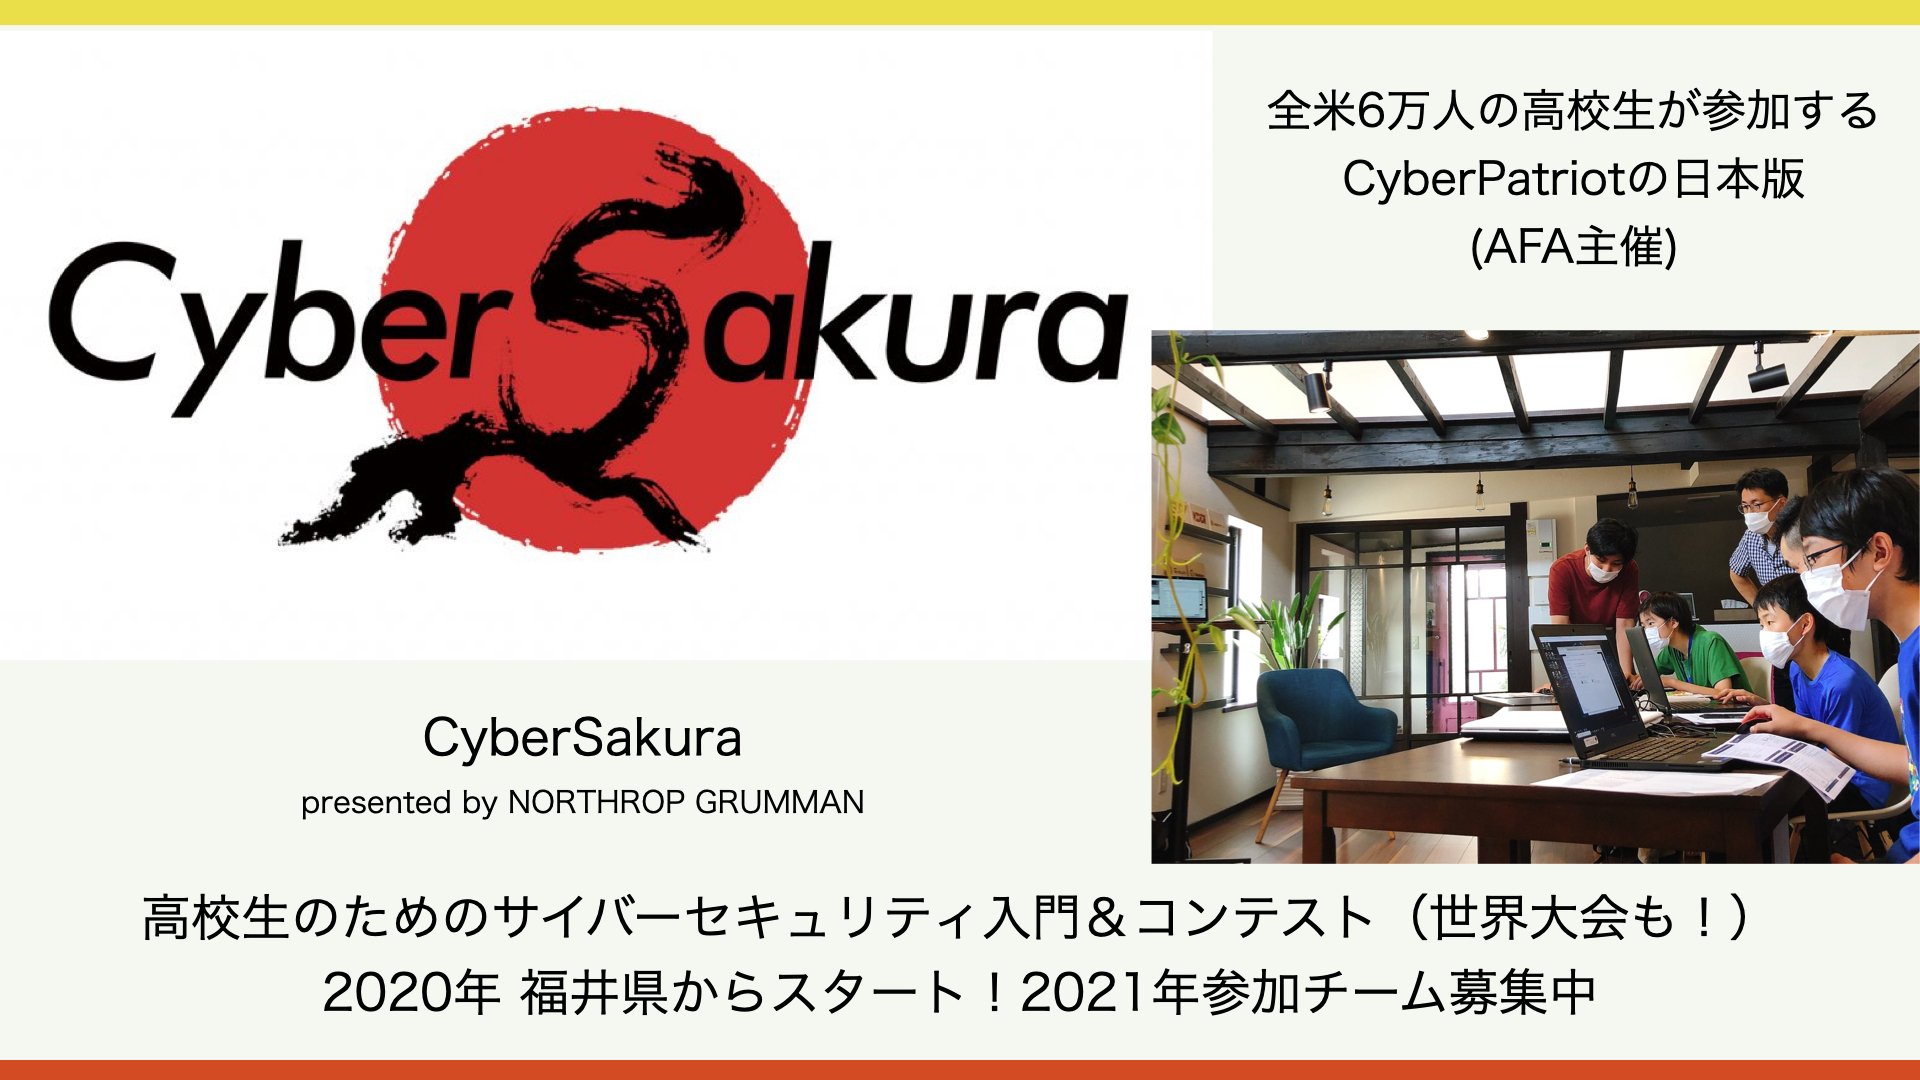 CyberSakura
全米6万人の高校生が参加する
CyberPatriotの日本版
(AFA主催)
CyberSakura
presented by NORTHROP GRUMMAN
高校生のためのサイバーセキュリティ入門&コンテスト（世界大会も！）
2020年 福井県からスタート！2021年参加チーム募集中